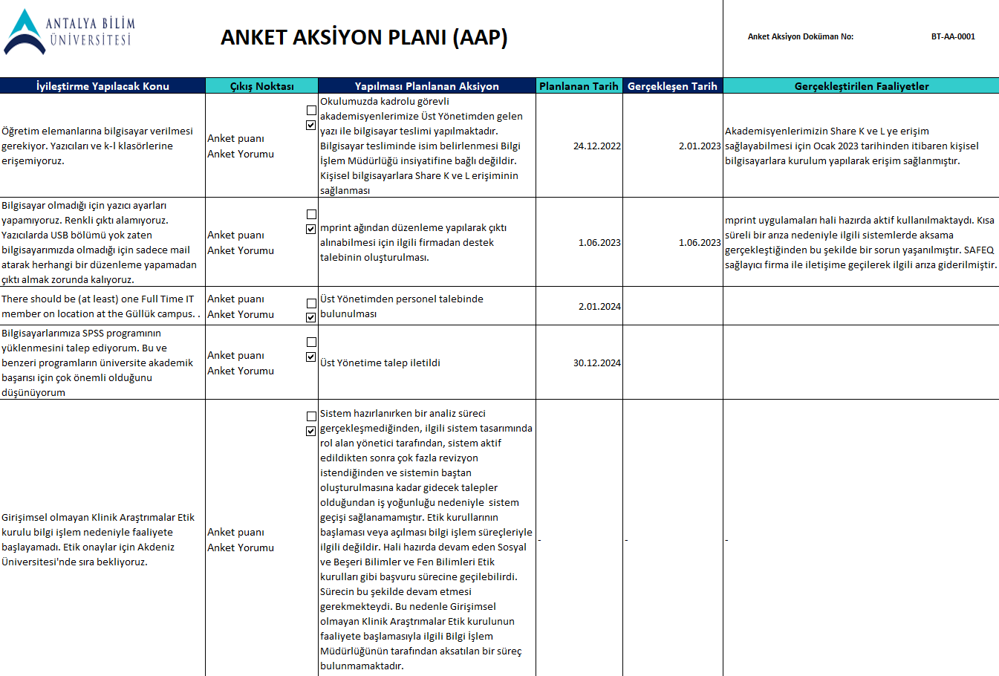 ANTALYA BİLİM
ÜNİVERSİTESİ
ANKET AKSİYON PLANI (AAP)
Anket Aksiyon Doküman No:
BT-AA-0001
İyileştirme Yapılacak Konu
Çıkış Noktası
Yapılması Planlanan Aksiyon
Planlanan Tarih
Gerçekleşen Tarih
Gerçekleştirilen Faaliyetler
Öğretim elemanlarına bilgisayar verilmesi
gerekiyor. Yazıcıları ve k-l klasörlerine
erişemiyoruz.
Anket puanı
Anket Yorumu
Okulumuzda kadrolu görevli
akademisyenlerimize Üst Yönetimden gelen
yazı ile bilgisayar teslimi yapılmaktadır.
Bilgisayar tesliminde isim belirlenmesi Bilgi
İşlem Müdürlüğü insiyatifine bağlı değildir.
Kişisel bilgisayarlara Share K ve L erişiminin
sağlanması
24.12.2022
2.01.2023
Akademisyenlerimizin Share K ve L ye erişim
sağlayabilmesi için Ocak 2023 tarihinden itibaren kişisel
bilgisayarlara kurulum yapılarak erişim sağlanmıştır.
Bilgisayar olmadığı için yazıcı ayarları
yapamıyoruz. Renkli çıktı alamıyoruz.
Yazıcılarda USB bölümü yok zaten
bilgisayarımızda olmadığı için sadece mail
atarak herhangi bir düzenleme yapamadan
çıktı almak zorunda kalıyoruz.
Anket puanı
Anket Yorumu
mprint ağından düzenleme yapılarak çıktı
alınabilmesi için ilgili firmadan destek
talebinin oluşturulması.
1.06.2023
1.06.2023
mprint uygulamaları hali hazırda aktif kullanılmaktaydı. Kısa
süreli bir arıza nedeniyle ilgili sistemlerde aksama
gerçekleştiğinden bu şekilde bir sorun yaşanılmıştır. SAFEQ
sağlayıcı firma ile iletişime geçilerek ilgili arıza giderilmiştir.
There should be (at least) one Full Time IT
member on location at the Güllük campus. .
Anket puanı
Anket Yorumu
Üst Yönetimden personel talebinde
bulunulması
2.01.2024
Bilgisayarlarımıza SPSS programının
yüklenmesini talep ediyorum. Bu ve
benzeri programların üniversite akademik
başarısı için çok önemli olduğunu
düşünüyorum
Anket puanı
Anket Yorumu
Üst Yönetime talep iletildi
30.12.2024
Girişimsel olmayan Klinik Araştırmalar Etik
kurulu bilgi işlem nedeniyle faaliyete
başlayamadı. Etik onaylar için Akdeniz
Üniversitesi'nde sıra bekliyoruz.
Anket puanı
Anket Yorumu
Sistem hazırlanırken bir analiz süreci
gerçekleşmediğinden, ilgili sistem tasarımında
rol alan yönetici tarafından, sistem aktif
edildikten sonra çok fazla revizyon
istendiğinden ve sistemin baştan
oluşturulmasına kadar gidecek talepler
olduğundan iş yoğunluğu nedeniyle  sistem
geçişi sağlanamamıştır. Etik kurullarının
başlaması veya açılması bilgi işlem süreçleriyle
ilgili değildir. Hali hazırda devam eden Sosyal
ve Beşeri Bilimler ve Fen Bilimleri Etik
kurulları gibi başvuru sürecine geçilebilirdi.
Sürecin bu şekilde devam etmesi
gerekmekteydi. Bu nedenle Girişimsel
olmayan Klinik Araştırmalar Etik kurulunun
faaliyete başlamasıyla ilgili Bilgi İşlem
Müdürlüğünün tarafından aksatılan bir süreç
bulunmamaktadır.
-
-
-